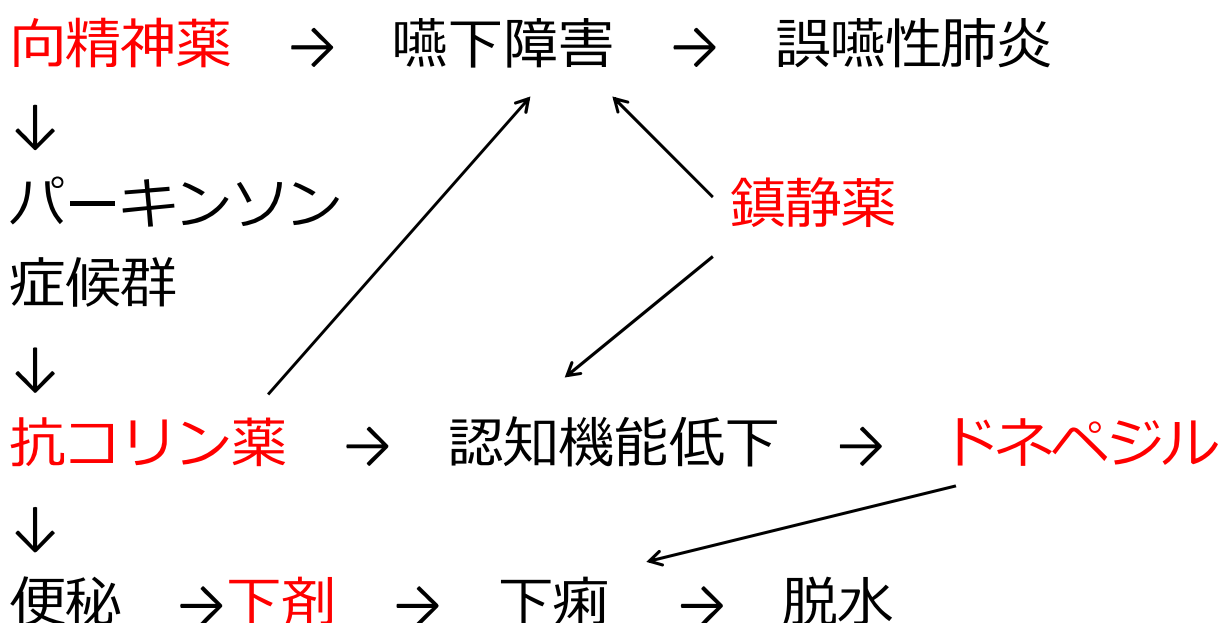 向精神薬 → 嚥下障害 → 誤嚥性肺炎
↓
パーキンソン 鎮静薬
症候群
↓
抗コリン薬 → 認知機能低下 → ドネペジル
↓
便秘 →下剤 → 下痢 → 脱水